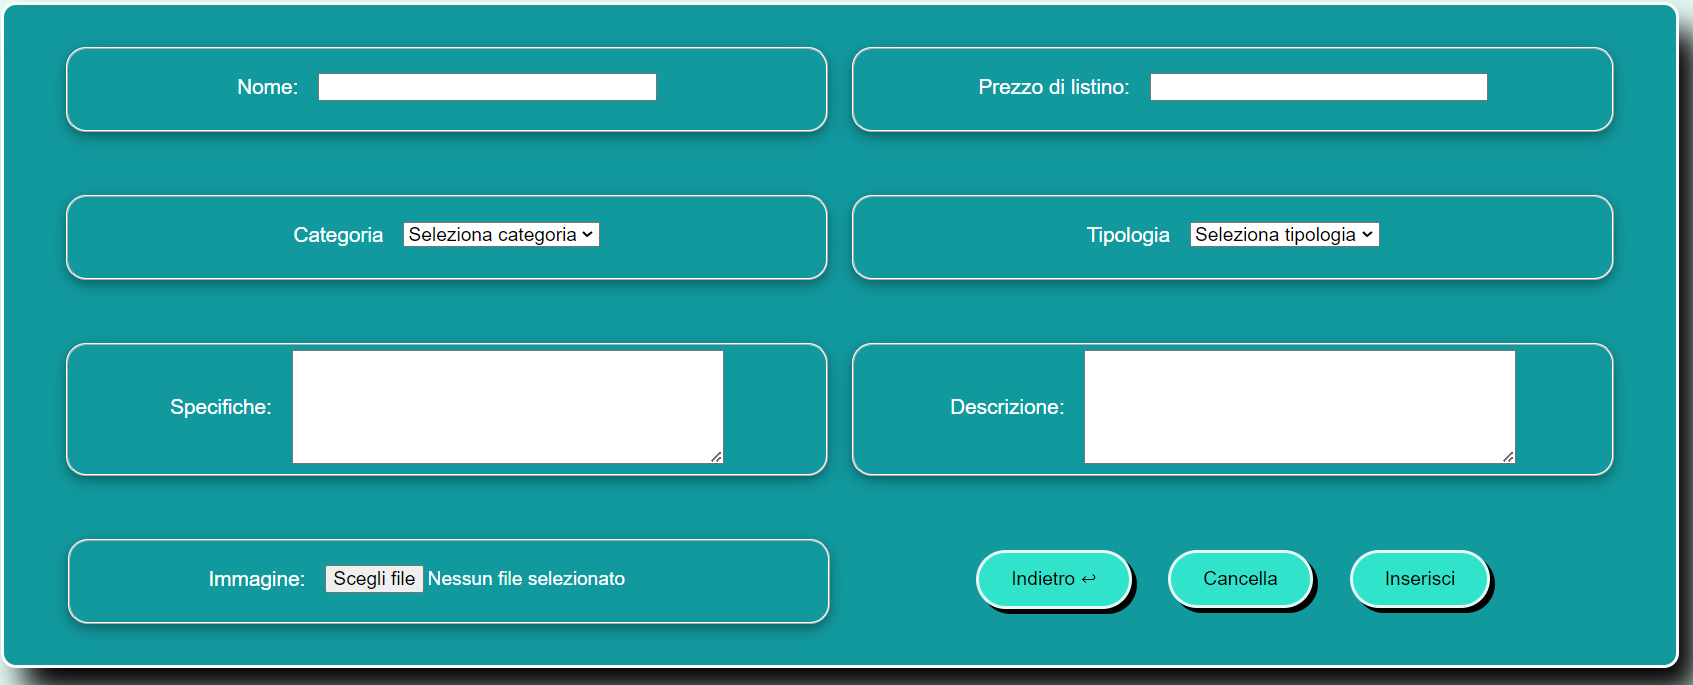 Nome:
Prezzo di listino:
Categoria Seleziona categoria
Tipologia Seleziona tipologia
Specifiche:
Descrizione:
Immagine: Scegli file Nessun file selezionato
Indietro ↩
Cancella
Inserisci